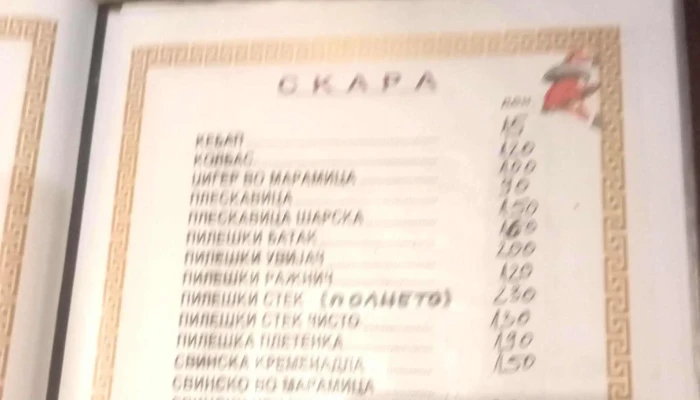 СКАРА
ден.
КЕБАП 15
КОЛБАС 120
ЏИГЕР ВО МАРАМИЦА 100
ПЛЕСКАВИЦА 90
ПЛЕСКАВИЦА ШАРСКА 150
ПИЛЕШКИ БАТАК 160
ПИЛЕШКИ УВИЈАЧ 200
ПИЛЕШКИ РАЖНИЧ 120
ПИЛЕШКИ СТЕК (ПОЛНЕТО) 230
ПИЛЕШКИ СТЕК ЧИСТО 130
ПИЛЕШКА ПЛЕТЕНКА 190
СВИНСКА КРЕМЕНАДЛА 150
СВИНСКО ВО МАРАМИЦА